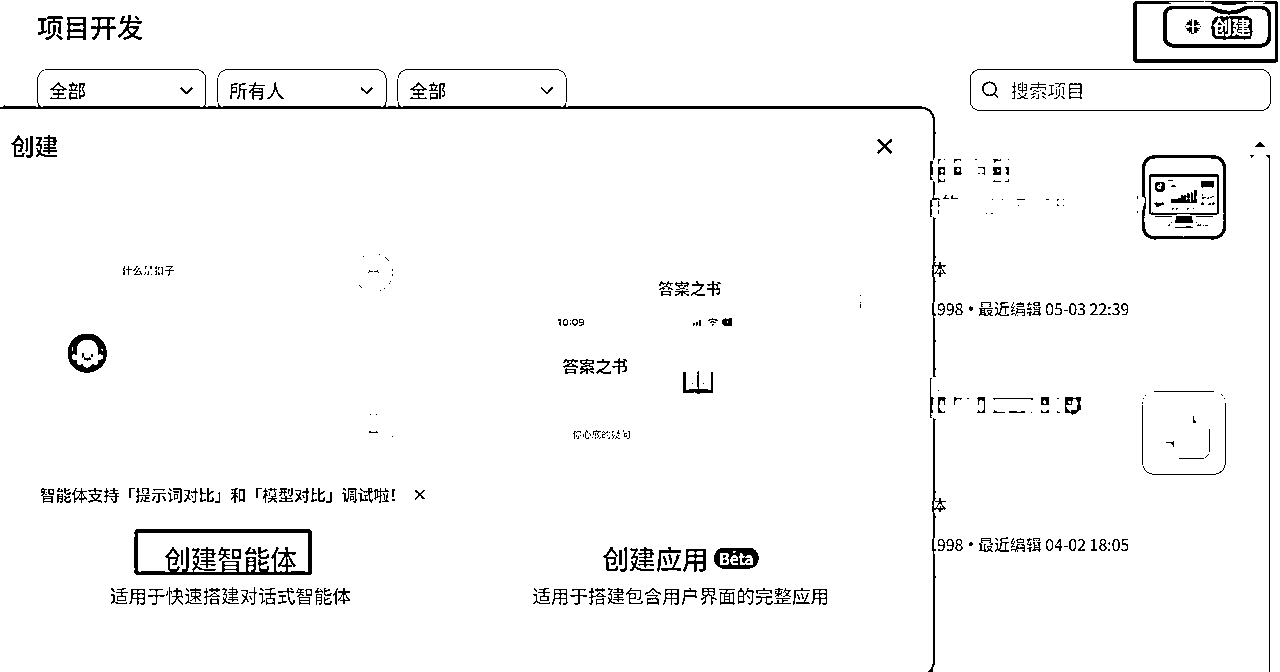 项目开发
创建
全部
所有人
全部
搜索项目
创建
什么是扣子
答案之书
10:09
答案之书
你心底的疑问
体
1998 • 最近编辑 05-03 22:39
智能体支持「提示词对比」和「模型对比」调试啦！
创建智能体
适用于快速搭建对话式智能体
创建应用 Beta
适用于搭建包含用户界面的完整应用
体
998 • 最近编辑 04-02 18:05